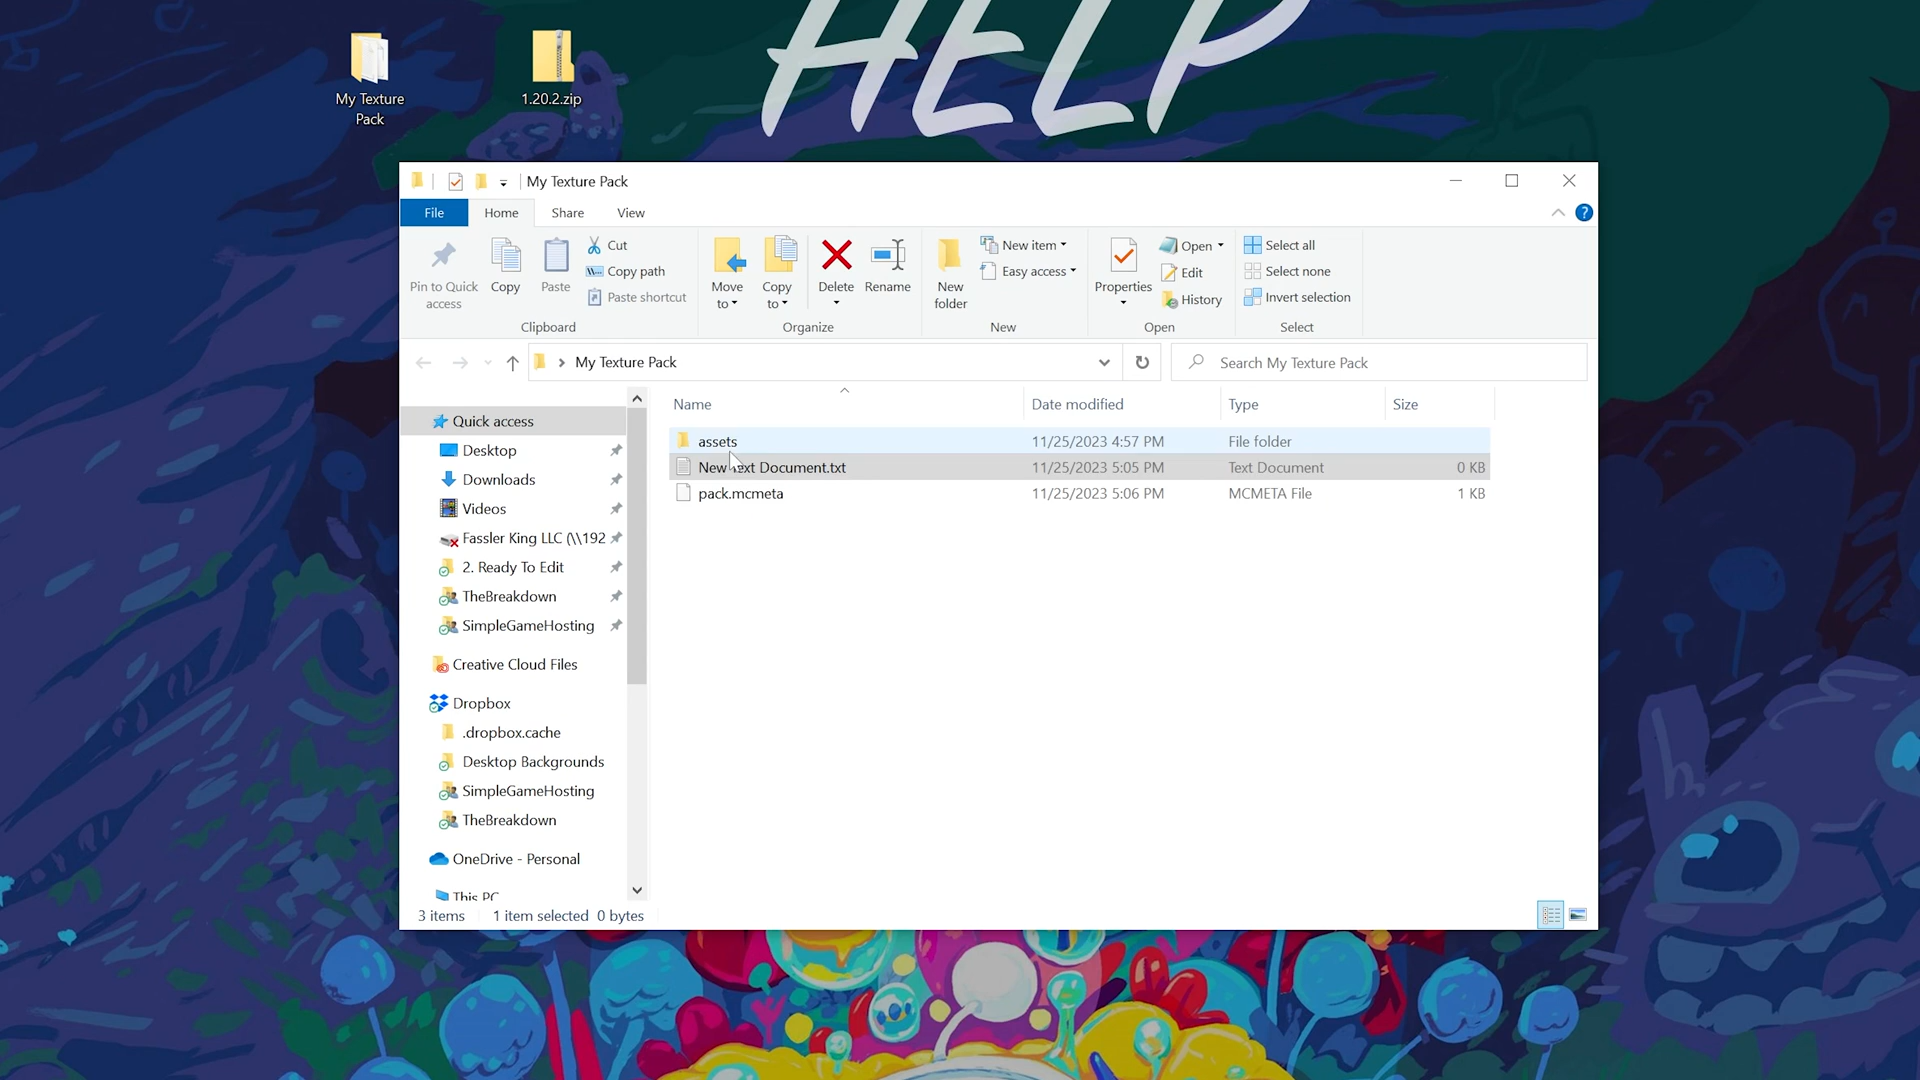 HELP
My Texture
Pack
1.20.2.zip
My Texture Pack
File
Home
Share
View
Pin to Quick
access
Copy
Paste
Cut
Copy path
Paste shortcut
Clipboard
Move
to
Copy
to
Delete
Rename
Organize
New
folder
New item
Easy access
New
Properties
Open
Edit
History
Open
Select all
Select none
Invert selection
Select
My Texture Pack
Search My Texture Pack
Name
Date modified
Type
Size
assets
11/25/2023 4:57 PM
File folder
New Text Document.txt
11/25/2023 5:05 PM
Text Document
0 KB
pack.mcmeta
11/25/2023 5:06 PM
MCMETA File
1 KB
Quick access
Desktop
Downloads
Videos
Fassler King LLC (\\192
2. Ready To Edit
TheBreakdown
SimpleGameHosting
Creative Cloud Files
Dropbox
.dropbox.cache
Desktop Backgrounds
SimpleGameHosting
TheBreakdown
OneDrive - Personal
This PC
3 items
1 item selected 0 bytes